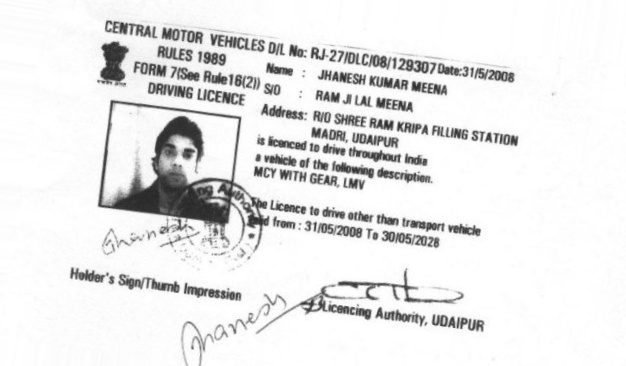 CENTRAL MOTOR VEHICLES D/L No: RJ-27/DLC/08/129307 Date:31/5/2008
RULES 1989
FORM 7(See Rule16(2))
DRIVING LICENCE
Name : JHANESH KUMAR MEENA
S/O : RAM JI LAL MEENA
Address: R/O SHREE RAM KRIPA FILLING STATION
MADRI, UDAIPUR
is licenced to drive throughout India
a vehicle of the following description.
MCY WITH GEAR, LMV
The Licence to drive other than transport vehicle
from : 31/05/2008 To 30/05/2028
ing Authority
Jhanesh
Holder's Sign/Thumb Impression
Licencing Authority, UDAIPUR
Jhanesh